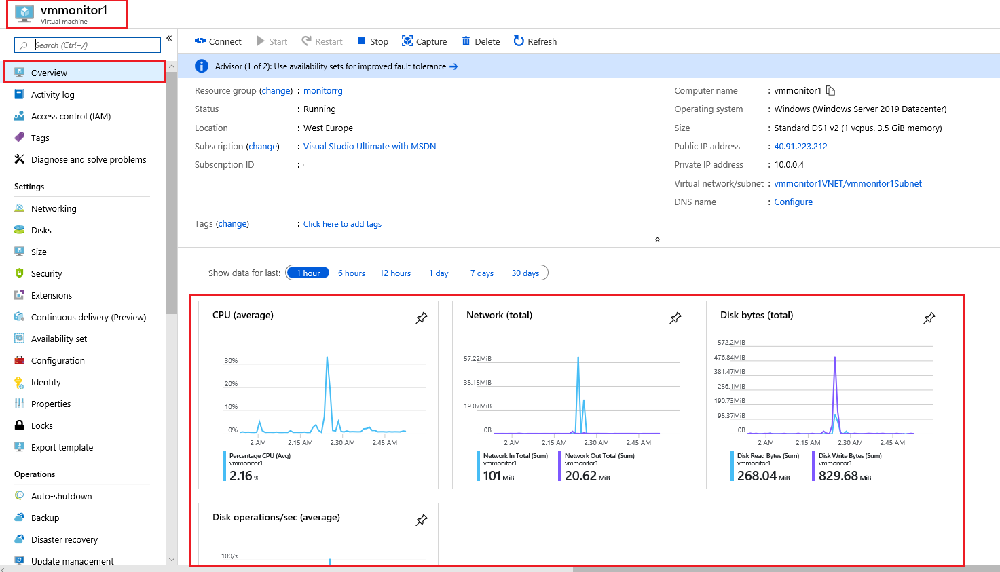 vmmonitor1
Virtual machine
Search (Ctrl+/)
«
Overview
Activity log
Access control (IAM)
Tags
Diagnose and solve problems
Settings
Networking
Disks
Size
Security
Extensions
Continuous delivery (Preview)
Availability set
Configuration
Identity
Properties
Locks
Export template
Operations
Auto-shutdown
Backup
Disaster recovery
Update management
Connect Start Restart Stop Capture Delete Refresh
Advisor (1 of 2): Use availability sets for improved fault tolerance →
Resource group (change) : monitorrg
Status : Running
Location : West Europe
Subscription (change) : Visual Studio Ultimate with MSDN
Subscription ID :
Tags (change) : Click here to add tags
Computer name : vmmonitor1
Operating system : Windows (Windows Server 2019 Datacenter)
Size : Standard DS1 v2 (1 vcpus, 3.5 GiB memory)
Public IP address : 40.91.223.212
Private IP address : 10.0.0.4
Virtual network/subnet : vmmonitor1VNET/vmmonitor1Subnet
DNS name : Configure
Show data for last: 1 hour 6 hours 12 hours 1 day 7 days 30 days
CPU (average)
30%
20%
10%
0%
2 AM 2:15 AM 2:30 AM 2:45 AM
Percentage CPU (Avg)
vmmonitor1
2.16 %
Network (total)
57.22MiB
38.15MiB
19.07MiB
0B
2 AM 2:15 AM 2:30 AM 2:45 AM
Network In Total (Sum) Network Out Total (Sum)
vmmonitor1 vmmonitor1
101 MiB 20.62 MiB
Disk bytes (total)
572.2MiB
476.84MiB
381.47MiB
286.1MiB
190.73MiB
95.37MiB
0B
2 AM 2:15 AM 2:30 AM 2:45 AM
Disk Read Bytes (Sum) Disk Write Bytes (Sum)
vmmonitor1 vmmonitor1
268.04 MiB 829.68 MiB
Disk operations/sec (average)
100/s